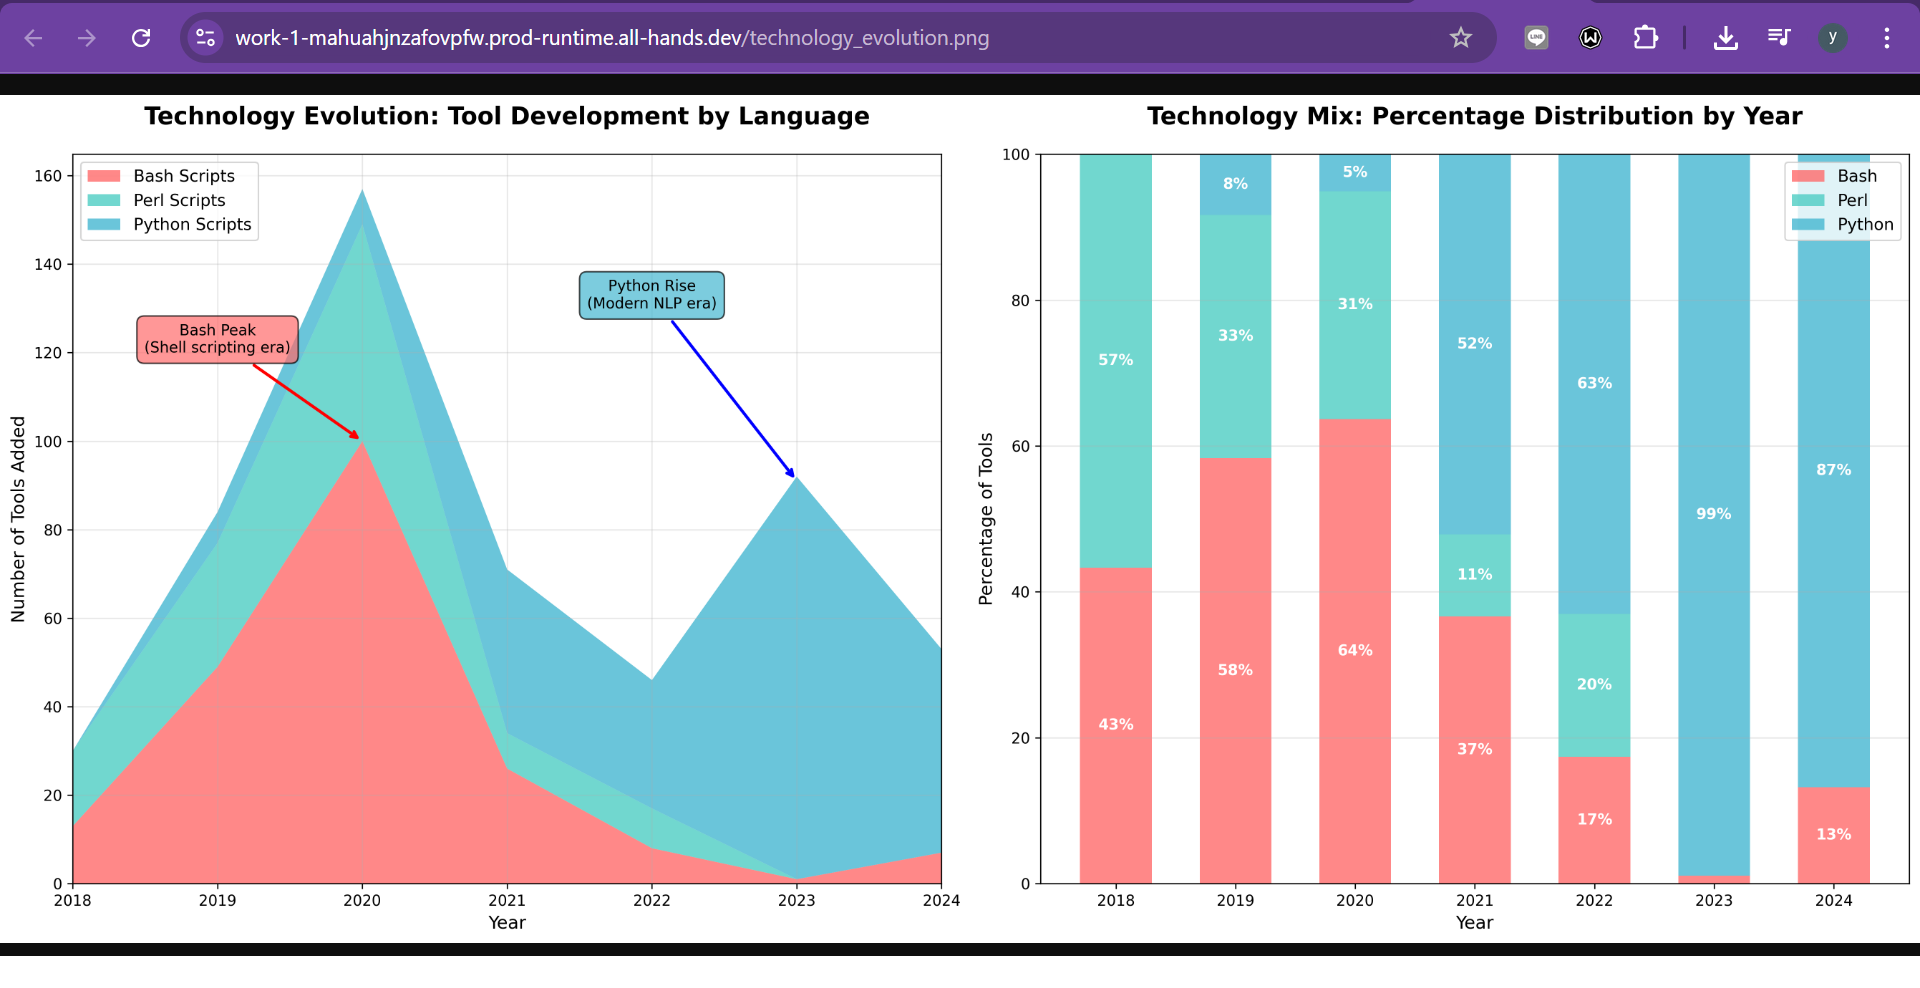 work-1-mahuahjnzafovpfw.prod-runtime.all-hands.dev/technology_evolution.png
LINE
W
y
Technology Evolution: Tool Development by Language
Bash Scripts
Perl Scripts
Python Scripts
Bash Peak
(Shell scripting era)
Python Rise
(Modern NLP era)
Number of Tools Added
160
140
120
100
80
60
40
20
0
2018 2019 2020 2021 2022 2023 2024
Year
Technology Mix: Percentage Distribution by Year
Bash
Perl
Python
Percentage of Tools
100
80
60
40
20
0
57%
43%
8%
33%
58%
5%
31%
64%
52%
11%
37%
63%
20%
17%
99%
87%
13%
2018 2019 2020 2021 2022 2023 2024
Year